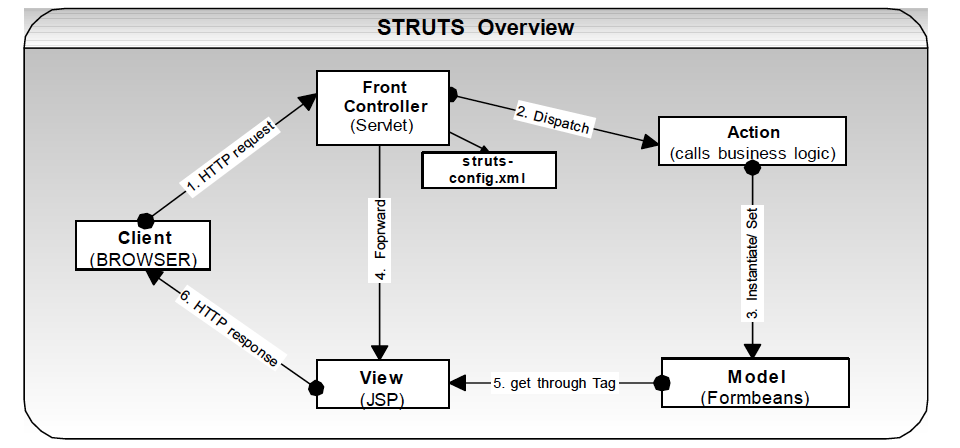 STRUTS Overview
Front
Controller
(Servlet)
2. Dispatch
Action
(calls business logic)
struts-
config.xml
1. HTTP request
Client
(BROWSER)
4. Foprward
3. Instantiate/ Set
6. HTTP response
View
(JSP)
5. get through Tag
Model
(Formbeans)